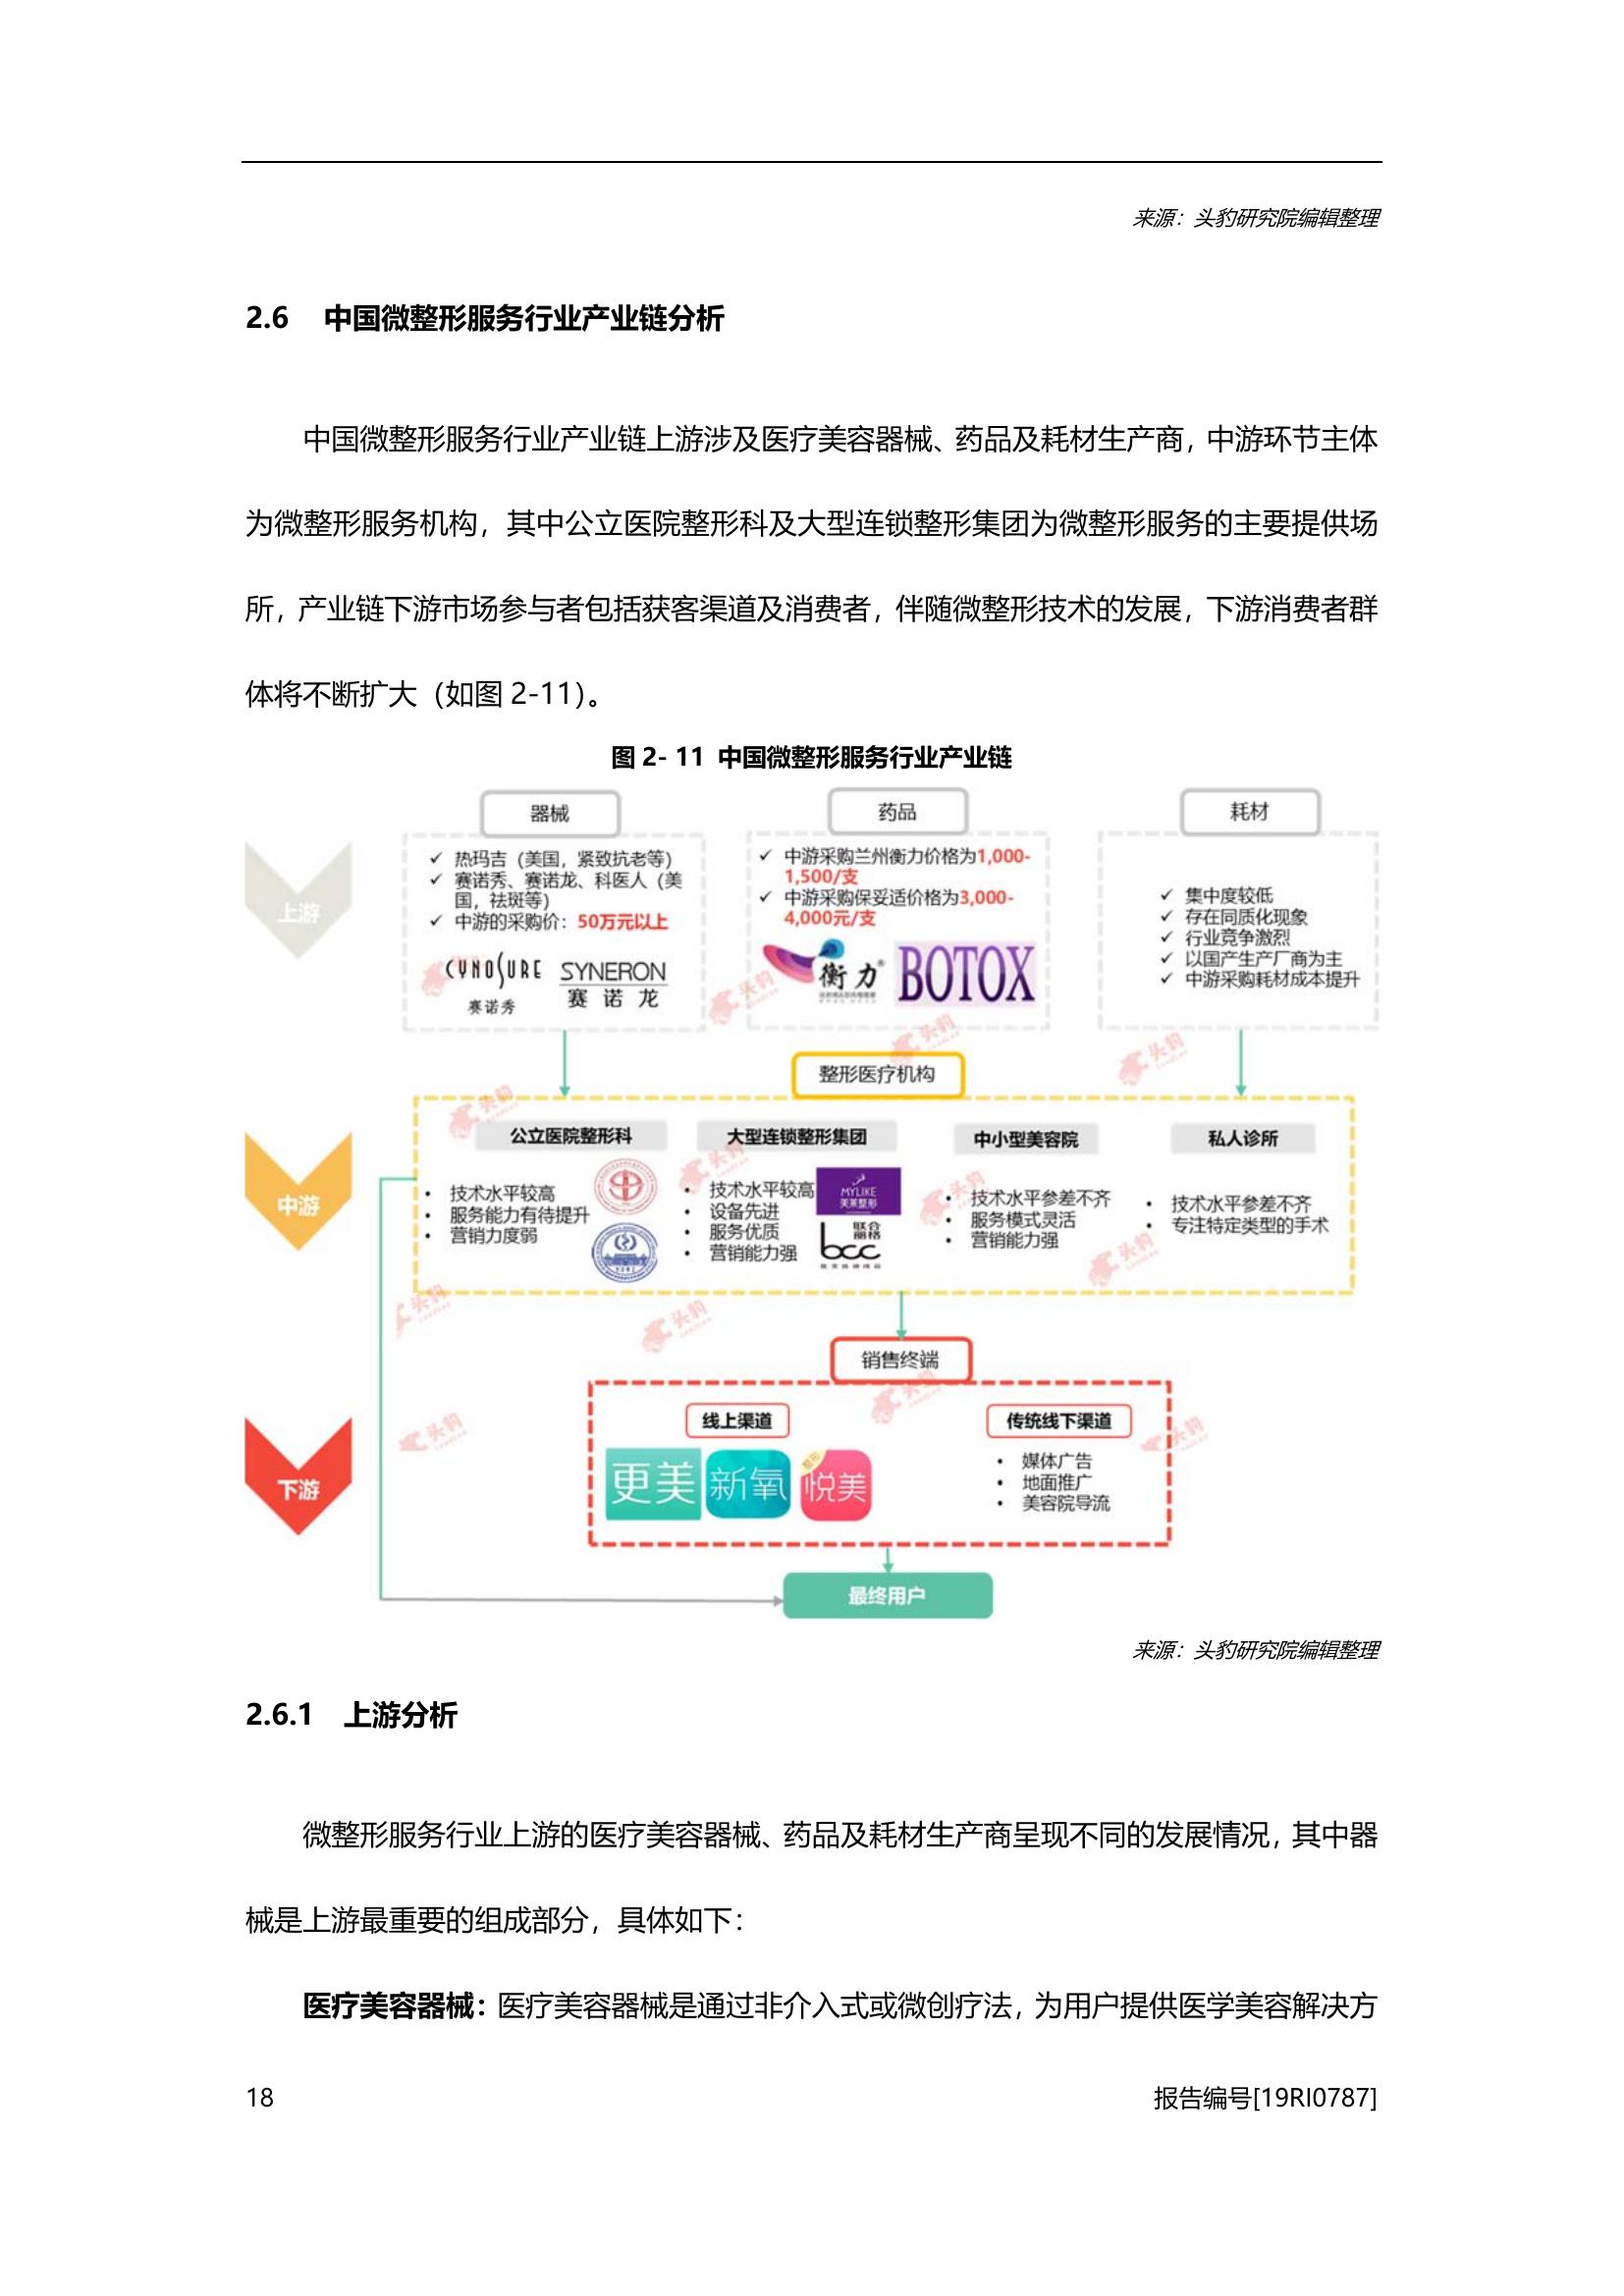 来源：头豹研究院编辑整理
2.6 中国微整形服务行业产业链分析
中国微整形服务行业产业链上游涉及医疗美容器械、药品及耗材生产商，中游环节主体
为微整形服务机构，其中公立医院整形科及大型连锁整形集团为微整形服务的主要提供场
所，产业链下游市场参与者包括获客渠道及消费者，伴随微整形技术的发展，下游消费者群
体将不断扩大（如图 2-11）。
图 2- 11 中国微整形服务行业产业链
上游
器械
✓ 热玛吉（美国，紧致抗老等）
✓ 赛诺秀、赛诺龙、科医人（美
国，祛斑等）
✓ 中游的采购价：50万元以上
CYNOSURE
赛诺秀
SYNERON
赛诺龙
药品
✓ 中游采购兰州衡力价格为1,000-
1,500/支
✓ 中游采购保妥适价格为3,000-
4,000元/支
衡力®
BOTOX
耗材
✓ 集中度较低
✓ 存在同质化现象
✓ 行业竞争激烈
✓ 以国产生产厂商为主
✓ 中游采购耗材成本提升
中游
整形医疗机构
公立医院整形科
• 技术水平较高
• 服务能力有待提升
• 营销力度弱
大型连锁整形集团
• 技术水平较高
• 设备先进
• 服务优质
• 营销能力强
MYLIKE
美莱整形
联合
丽格
bcc
中小型美容院
• 技术水平参差不齐
• 服务模式灵活
• 营销能力强
私人诊所
• 技术水平参差不齐
• 专注特定类型的手术
下游
销售终端
线上渠道
更美
新氧
悦美
传统线下渠道
• 媒体广告
• 地面推广
• 美容院导流
最终用户
头豹
来源：头豹研究院编辑整理
2.6.1 上游分析
微整形服务行业上游的医疗美容器械、药品及耗材生产商呈现不同的发展情况，其中器
械是上游最重要的组成部分，具体如下：
医疗美容器械：医疗美容器械是通过非介入式或微创疗法，为用户提供医学美容解决方
18
报告编号[19RI0787]